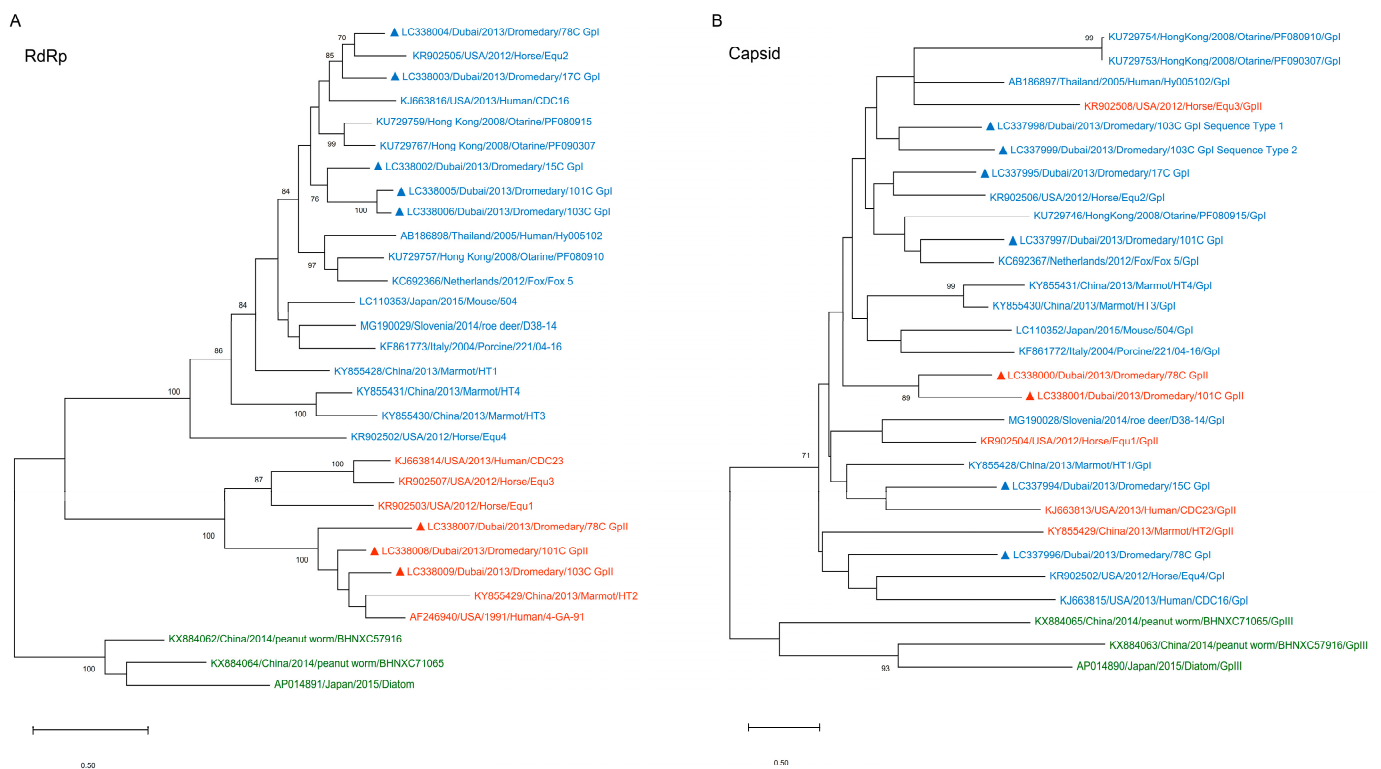 A
RdRp
LC338004/Dubai/2013/Dromedary/78C GpI
70
KR902505/USA/2012/Horse/Equ2
85
LC338003/Dubai/2013/Dromedary/17C GpI
KJ663816/USA/2013/Human/CDC16
KU729759/Hong Kong/2008/Otarine/PF080915
99
KU729767/Hong Kong/2008/Otarine/PF090307
LC338002/Dubai/2013/Dromedary/15C GpI
84
76
LC338005/Dubai/2013/Dromedary/101C GpI
100
LC338006/Dubai/2013/Dromedary/103C GpI
AB186898/Thailand/2005/Human/Hy005102
KU729757/Hong Kong/2008/Otarine/PF080910
97
KC692366/Netherlands/2012/Fox/Fox 5
LC110353/Japan/2015/Mouse/504
84
MG190029/Slovenia/2014/roe deer/D38-14
KF861773/Italy/2004/Porcine/221/04-16
86
KY855428/China/2013/Marmot/HT1
100
KY855431/China/2013/Marmot/HT4
100
KY855430/China/2013/Marmot/HT3
KR902502/USA/2012/Horse/Equ4
KJ663814/USA/2013/Human/CDC23
100
87
KR902507/USA/2012/Horse/Equ3
KR902503/USA/2012/Horse/Equ1
LC338007/Dubai/2013/Dromedary/78C GpII
100
LC338008/Dubai/2013/Dromedary/101C GpII
100
LC338009/Dubai/2013/Dromedary/103C GpII
KY855429/China/2013/Marmot/HT2
AF246940/USA/1991/Human/4-GA-91
KX884062/China/2014/peanut worm/BHNXC57916
100
KX884064/China/2014/peanut worm/BHNXC71065
AP014891/Japan/2015/Diatom
0.50
B
Capsid
99
KU729754/HongKong/2008/Otarine/PF080910/GpI
KU729753/HongKong/2008/Otarine/PF090307/GpI
AB186897/Thailand/2005/Human/Hy005102/GpI
KR902508/USA/2012/Horse/Equ3/GpII
LC337998/Dubai/2013/Dromedary/103C GpI Sequence Type 1
LC337999/Dubai/2013/Dromedary/103C GpI Sequence Type 2
LC337995/Dubai/2013/Dromedary/17C GpI
KR902506/USA/2012/Horse/Equ2/GpI
KU729746/HongKong/2008/Otarine/PF080915/GpI
LC337997/Dubai/2013/Dromedary/101C GpI
KC692367/Netherlands/2012/Fox/Fox 5/GpI
99
KY855431/China/2013/Marmot/HT4/GpI
KY855430/China/2013/Marmot/HT3/GpI
LC110352/Japan/2015/Mouse/504/GpI
KF861772/Italy/2004/Porcine/221/04-16/GpI
LC338000/Dubai/2013/Dromedary/78C GpII
89
LC338001/Dubai/2013/Dromedary/101C GpII
MG190028/Slovenia/2014/roe deer/D38-14/GpI
KR902504/USA/2012/Horse/Equ1/GpII
71
KY855428/China/2013/Marmot/HT1/GpI
LC337994/Dubai/2013/Dromedary/15C GpI
KJ663813/USA/2013/Human/CDC23/GpII
KY855429/China/2013/Marmot/HT2/GpII
LC337996/Dubai/2013/Dromedary/78C GpI
KR902502/USA/2012/Horse/Equ4/GpI
KJ663815/USA/2013/Human/CDC16/GpI
KX884065/China/2014/peanut worm/BHNXC71065/GpIII
KX884063/China/2014/peanut worm/BHNXC57916/GpIII
93
AP014890/Japan/2015/Diatom/GpIII
0.50